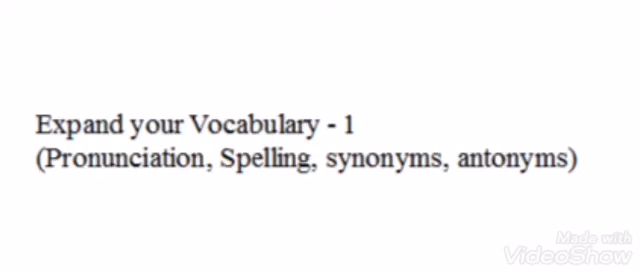 Expand your Vocabulary - 1
(Pronunciation, Spelling, synonyms, antonyms)
Made with
VideoShow